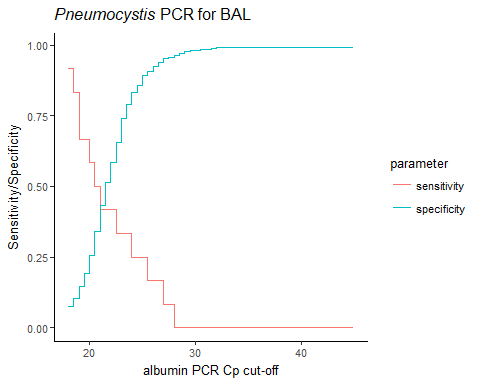 Pneumocystis PCR for BAL
Sensitivity/Specificity
1.00
0.75
0.50
0.25
0.00
20 30 40
albumin PCR Cp cut-off
parameter
sensitivity
specificity